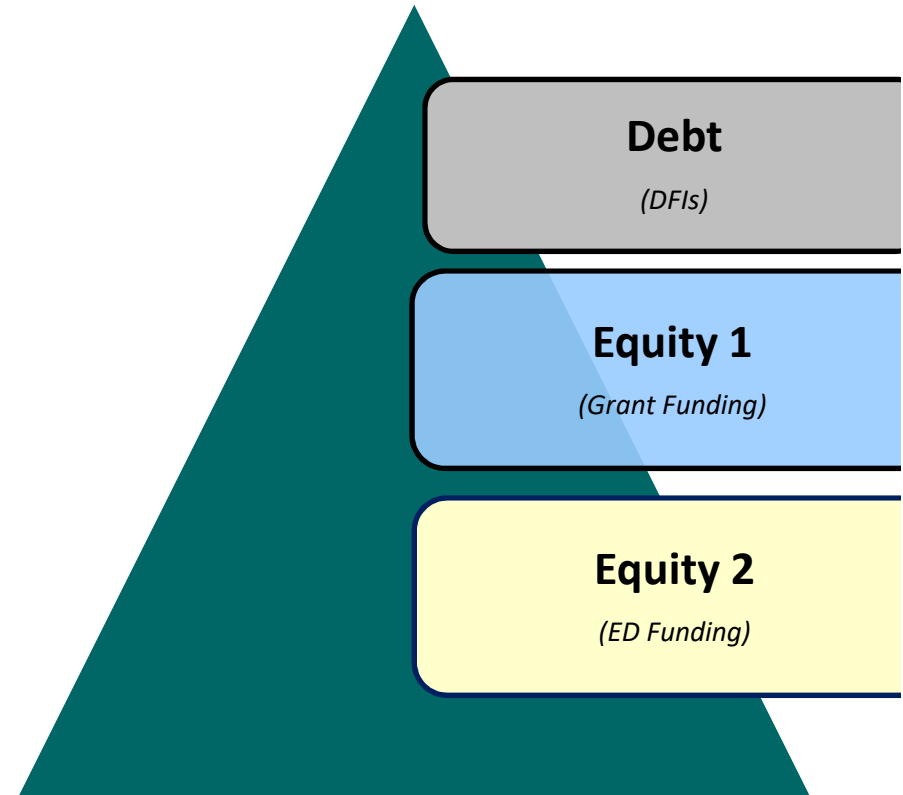 Debt
(DFIs)
Equity 1
(Grant Funding)
Equity 2
(ED Funding)